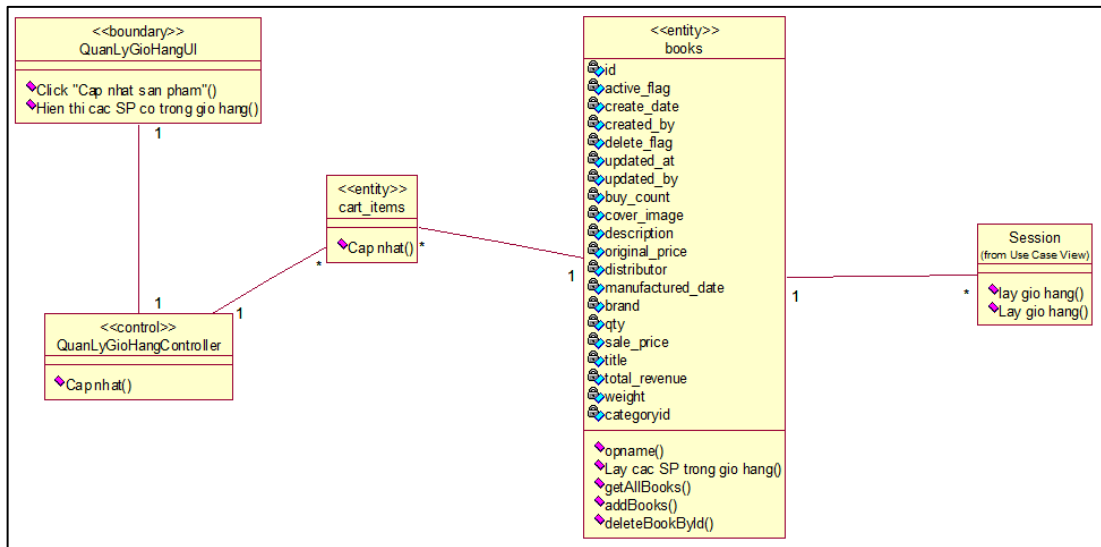 <<boundary>>
QuanLyGioHangUI
Click "Cap nhat san pham"()
Hien thi cac SP co trong gio hang()
1
1
<<control>>
QuanLyGioHangController
Cap nhat()
1
*
<<entity>>
cart_items
Cap nhat()
*
1
<<entity>>
books
id
active_flag
create_date
created_by
delete_flag
updated_at
updated_by
buy_count
cover_image
description
original_price
distributor
manufactured_date
brand
qty
sale_price
title
total_revenue
weight
categoryid
opname()
Lay cac SP trong gio hang()
getAllBooks()
addBooks()
deleteBookById()
1
*
Session
(from Use Case View)
lay gio hang()
Lay gio hang()